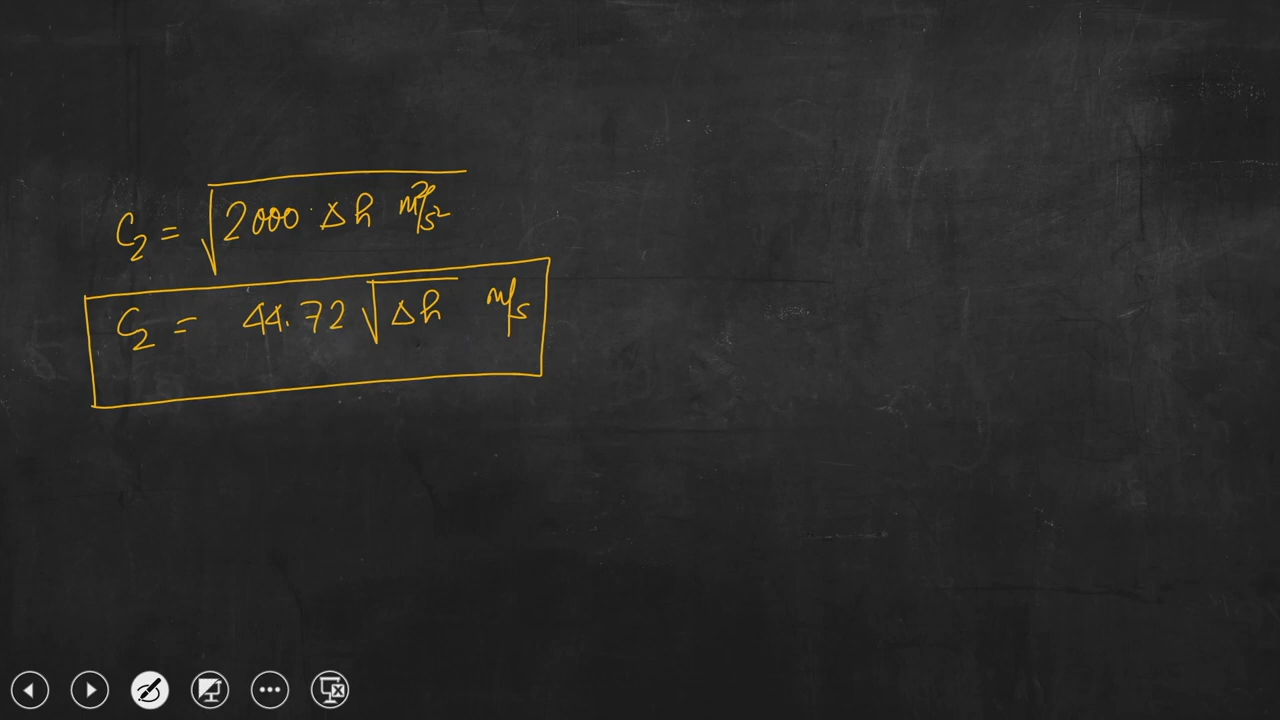 C₂ = √(2000 · Δh m²/s²)
C₂ = 44.72 √Δh m/s